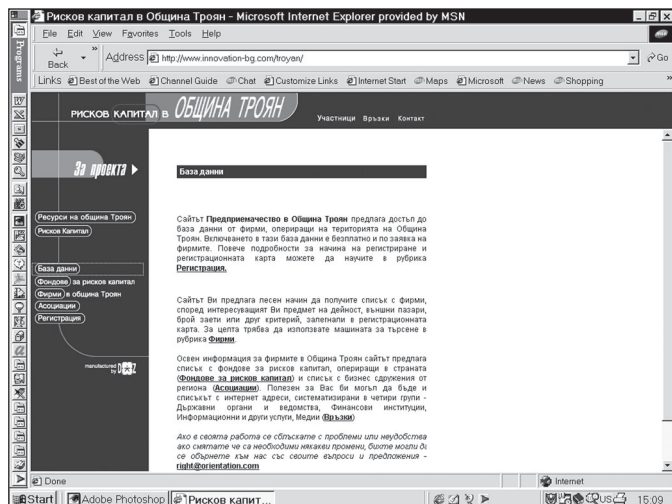 Рисков капитал в Община Троян - Microsoft Internet Explorer provided by MSN
File Edit View Favorites Tools Help
Back
Address http://www.innovation-bg.com/troyan/
Go
Links Best of the Web Channel Guide Chat Customize Links Internet Start Maps Microsoft News Shopping
Programs
РИСКОВ КАПИТАЛ В ОБЩИНА ТРОЯН
Участници Връзки Контакт
За проекта
База данни
Ресурси на община Троян
Рисков Капитал
База данни
Фондове за рисков капитал
Фирми в община Троян
Асоциации
Регистрация
manufactured
by
Сайтът Предприемачество в Община Троян предлага достъп до
база данни от фирми, опериращи на територията на Община
Троян. Включването в тази база данни е безплатно и по заявка на
фирмите. Повече подробности за начина на регистриране и
регистрационната карта можете да научите в рубрика
Регистрация.
Сайтът Ви предлага лесен начин да получите списък с фирми,
според интересуващият Ви предмет на дейност, външни пазари,
брой заети или друг критерий, залегнали в регистрационната
карта. За целта трябва да използвате машината за търсене в
рубрика Фирми.
Освен информация за фирмите в Община Троян сайтът предлага
списък с фондове за рисков капитал, опериращи в страната
(Фондове за рисков капитал) и списък с бизнес сдружения от
региона (Асоциации). Полезен за Вас би могъл да бъде и
списъкът с интернет адреси, систематизирани в четири групи -
Държавни органи и ведомства, Финансови институции,
Информационни и други услуги, Медии (Връзки)
Ако в своята работа се сблъскате с проблеми или неудобства
ако смятате че са необходими някакви промени, бихте могли да
се обърнете към нас със своите въпроси и предложения -
right@orientation.com
Done
Internet
Start Adobe Photoshop Рисков капит...
15:09